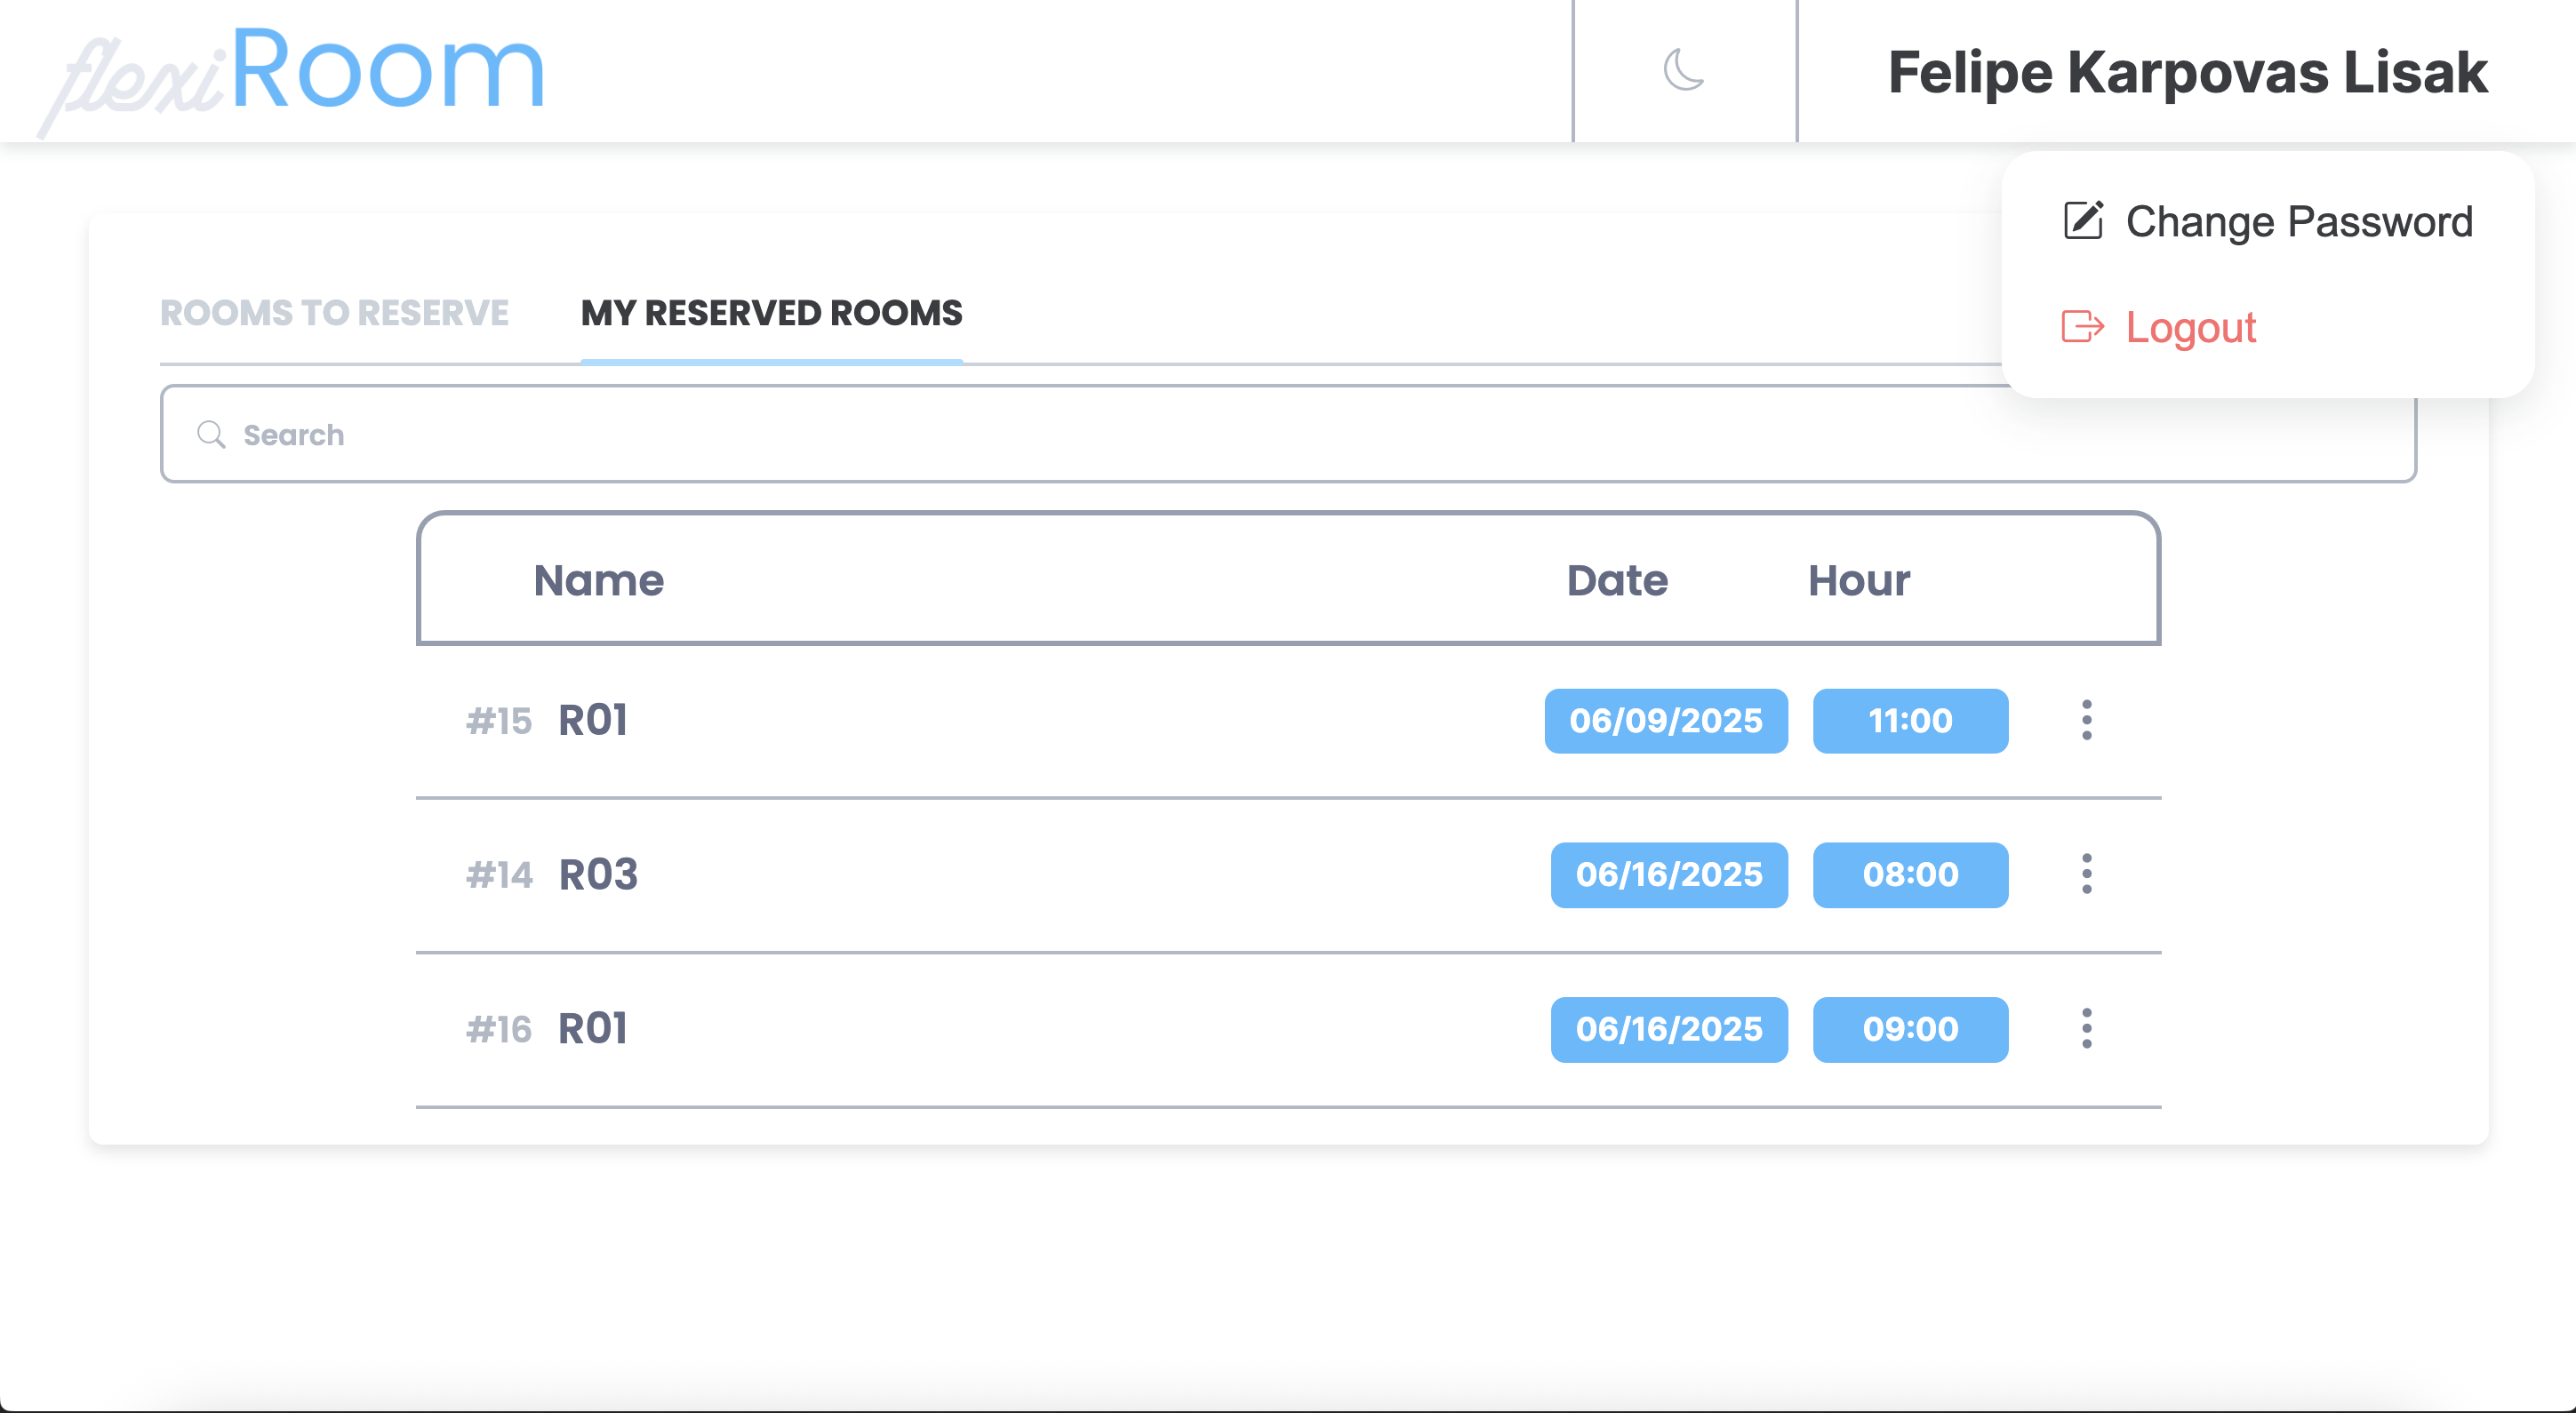 flexiRoom
Felipe Karpovas Lisak
Change Password
Logout
ROOMS TO RESERVE MY RESERVED ROOMS
Search
Name Date Hour
#15 R01 06/09/2025 11:00
#14 R03 06/16/2025 08:00
#16 R01 06/16/2025 09:00